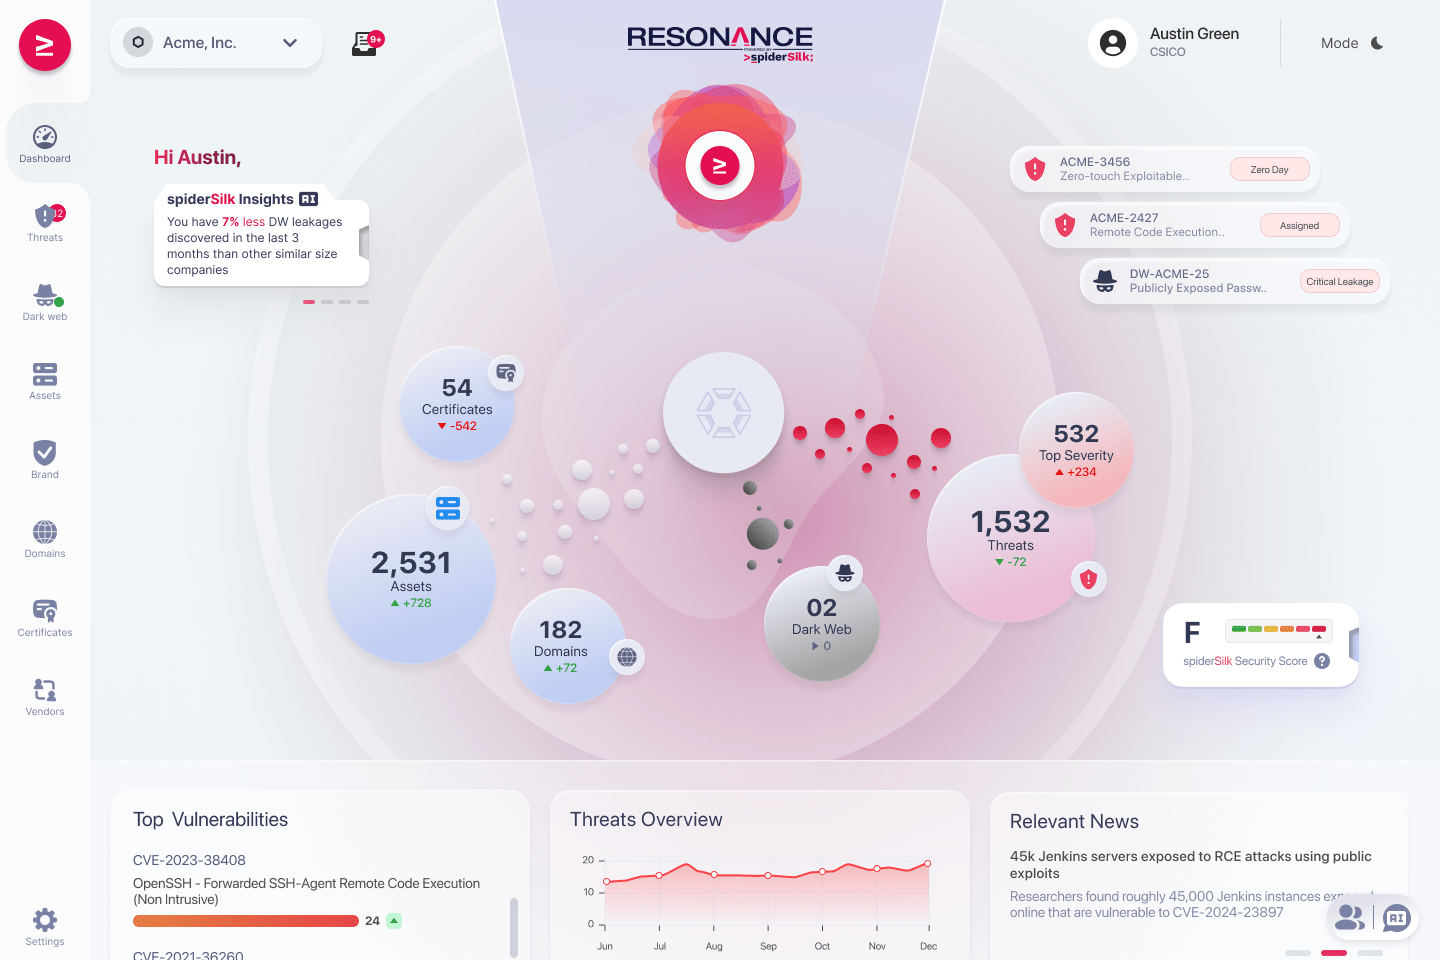 Acme, Inc.
9+
RESONANCE
POWERED BY
>spiderSilk;
Austin Green
CSICO
Mode
Dashboard
Threats
Dark web
Assets
Brand
Domains
Certificates
Vendors
Settings
Hi Austin,
spiderSilk Insights AI
You have 7% less DW leakages
discovered in the last 3
months than other similar size
companies
ACME-3456
Zero-touch Exploitable..
Zero Day
ACME-2427
Remote Code Execution..
Assigned
DW-ACME-25
Publicly Exposed Passw..
Critical Leakage
54
Certificates
-542
2,531
Assets
+728
182
Domains
+72
02
Dark Web
0
532
Top Severity
+234
1,532
Threats
-72
F
spiderSilk Security Score ?
Top Vulnerabilities
CVE-2023-38408
OpenSSH - Forwarded SSH-Agent Remote Code Execution
(Non Intrusive)
24
CVE-2021-36260
Threats Overview
20
10
0
Jun Jul Aug Sep Oct Nov Dec
Relevant News
45k Jenkins servers exposed to RCE attacks using public
exploits
Researchers found roughly 45,000 Jenkins instances exposed
online that are vulnerable to CVE-2024-23897
AI